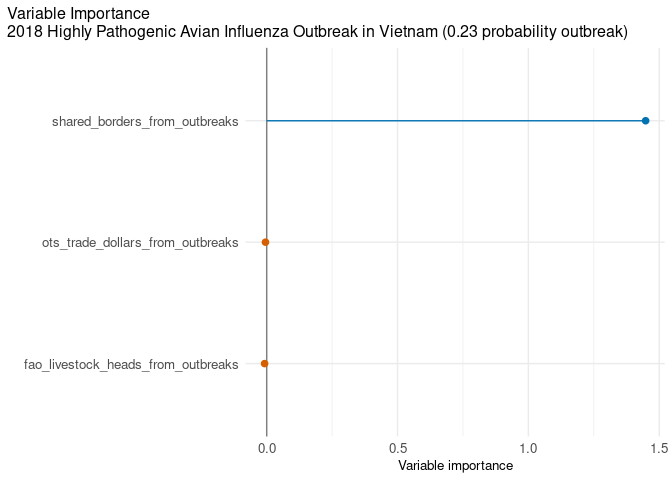 Variable Importance
2018 Highly Pathogenic Avian Influenza Outbreak in Vietnam (0.23 probability outbreak)
shared_borders_from_outbreaks
ots_trade_dollars_from_outbreaks
fao_livestock_heads_from_outbreaks
0.0 0.5 1.0 1.5
Variable importance